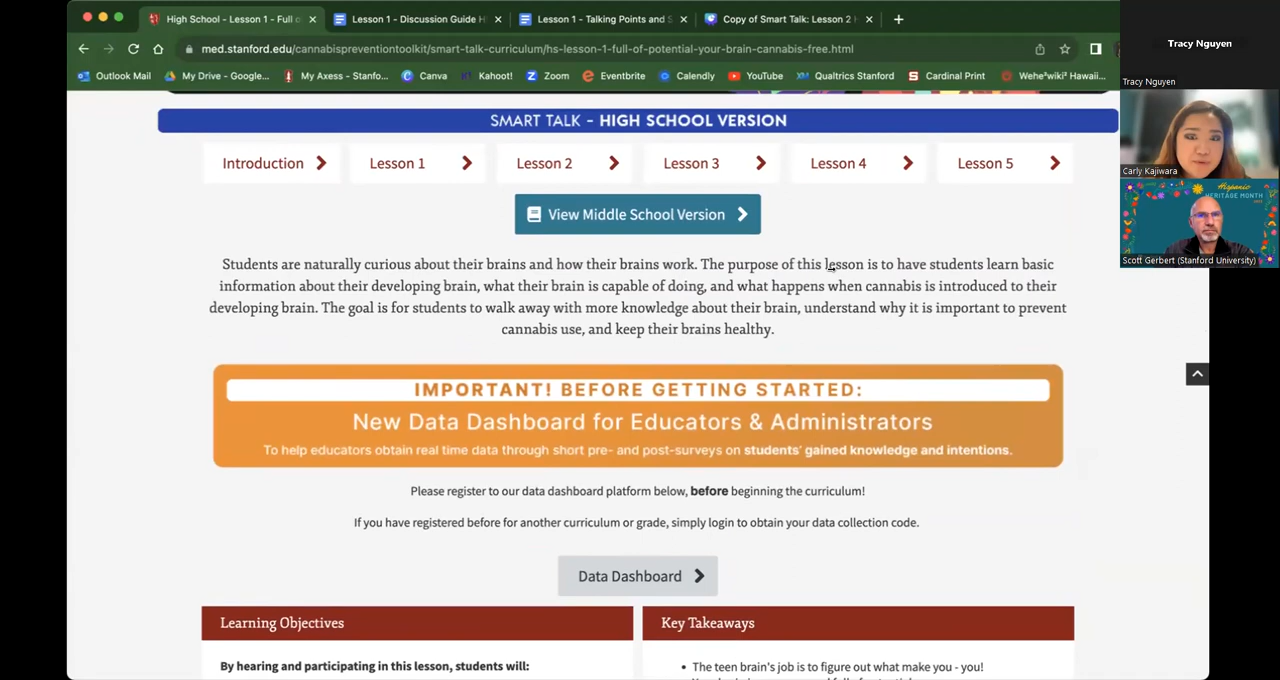 High School - Lesson 1 - Full o
Lesson 1 - Discussion Guide H
Lesson 1 - Talking Points and S
Copy of Smart Talk: Lesson 2
med.stanford.edu/cannabispreventiontoolkit/smart-talk-curriculum/hs-lesson-1-full-of-potential-your-brain-cannabis-free.html
Outlook Mail
My Drive - Google...
My Axess - Stanfo...
Canva
Kahoot!
Zoom
Eventbrite
Calendly
YouTube
Qualtrics Stanford
Cardinal Print
Wehe²wiki² Hawaii...
Tracy Nguyen
Tracy Nguyen
Carly Kajiwara
Hispanic
HERITAGE MONTH
Scott Gerbert (Stanford University)
SMART TALK - HIGH SCHOOL VERSION
Introduction
Lesson 1
Lesson 2
Lesson 3
Lesson 4
Lesson 5
View Middle School Version
Students are naturally curious about their brains and how their brains work. The purpose of this lesson is to have students learn basic
information about their developing brain, what their brain is capable of doing, and what happens when cannabis is introduced to their
developing brain. The goal is for students to walk away with more knowledge about their brain, understand why it is important to prevent
cannabis use, and keep their brains healthy.
IMPORTANT! BEFORE GETTING STARTED:
New Data Dashboard for Educators & Administrators
To help educators obtain real time data through short pre- and post-surveys on students' gained knowledge and intentions.
Please register to our data dashboard platform below, before beginning the curriculum!
If you have registered before for another curriculum or grade, simply login to obtain your data collection code.
Data Dashboard
Learning Objectives
Key Takeaways
By hearing and participating in this lesson, students will:
• The teen brain's job is to figure out what make you - you!